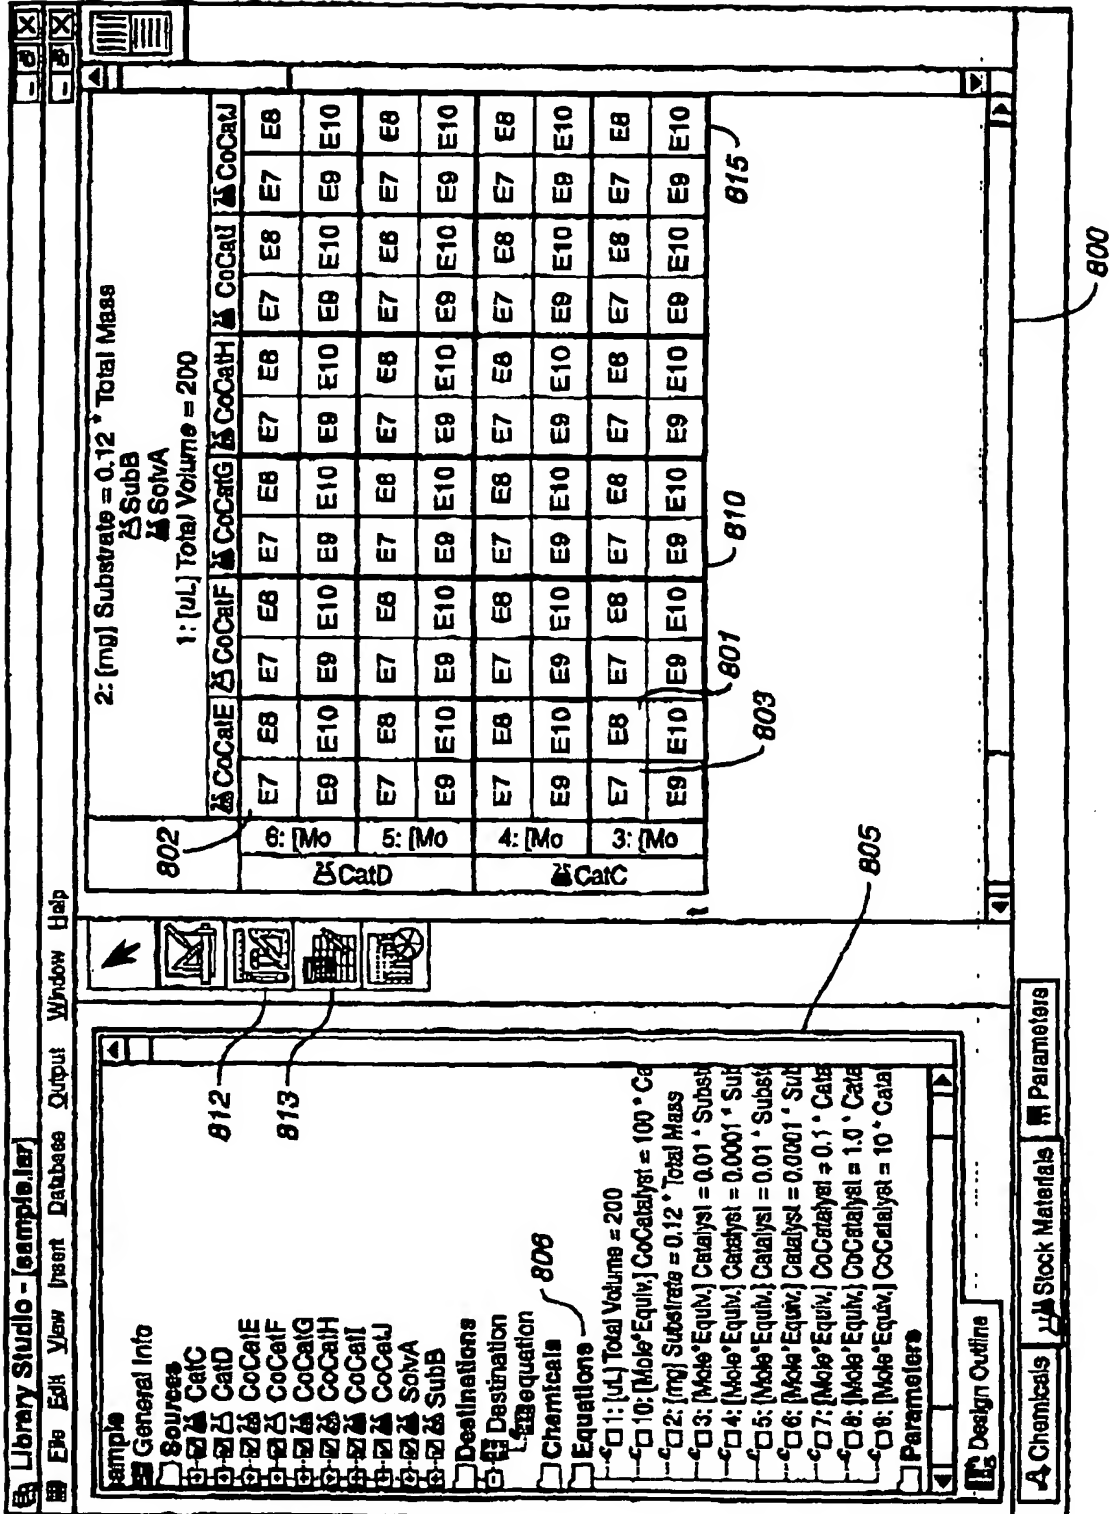 Library Studio - [sample.lar]
File Edit View Insert Database Output Window Help
sample
General Info
Sources
CatC
CatD
CoCatE
CoCatF
CoCatG
CoCatH
CoCatI
CoCatJ
SolvA
SubB
Destinations
Destination
equation
Chemicals
Equations
1: [uL] Total Volume = 200
10: [Mole*Equiv.] CoCatalyst = 100 * Ca
2: [mg] Substrate = 0.12 * Total Mass
3: [Mole*Equiv.] Catalyst = 0.01 * Subst
4: [Mole*Equiv.] Catalyst = 0.0001 * Sub
5: [Mole*Equiv.] Catalyst = 0.01 * Subst
6: [Mole*Equiv.] Catalyst = 0.0001 * Sub
7: [Mole*Equiv.] CoCatalyst = 0.1 * Cata
8: [Mole*Equiv.] CoCatalyst = 1.0 * Cata
9: [Mole*Equiv.] CoCatalyst = 10 * Catal
Parameters
Design Outline
Chemicals Stock Materials Parameters
806
812
813
805
2: [mg] Substrate = 0.12 * Total Mass
SubB
SolvA
1: [uL] Total Volume = 200
802
CoCatE CoCatF CoCatG CoCatH CoCatI CoCatJ
CatD
6: [Mo E7 E8 E7 E8 E7 E8 E7 E8 E7 E8 E7 E8
E9 E10 E9 E10 E9 E10 E9 E10 E9 E10 E9 E10
5: [Mo E7 E8 E7 E8 E7 E8 E7 E8 E7 E8 E7 E8
E9 E10 E9 E10 E9 E10 E9 E10 E9 E10 E9 E10
CatC
4: [Mo E7 E8 E7 E8 E7 E8 E7 E8 E7 E8 E7 E8
E9 E10 E9 E10 E9 E10 E9 E10 E9 E10 E9 E10
3: [Mo E7 E8 E7 E8 E7 E8 E7 E8 E7 E8 E7 E8
E9 E10 E9 E10 E9 E10 E9 E10 E9 E10 E9 E10
803
801
810
815
800